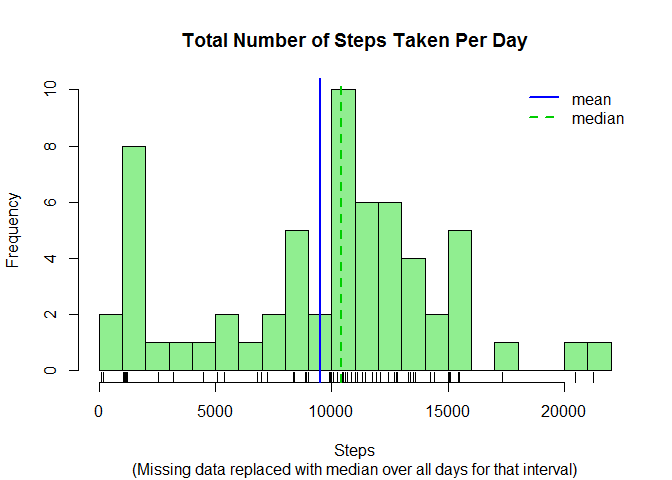 Total Number of Steps Taken Per Day
mean
median
Frequency
10
8
6
4
2
0
0 5000 10000 15000 20000
Steps
(Missing data replaced with median over all days for that interval)